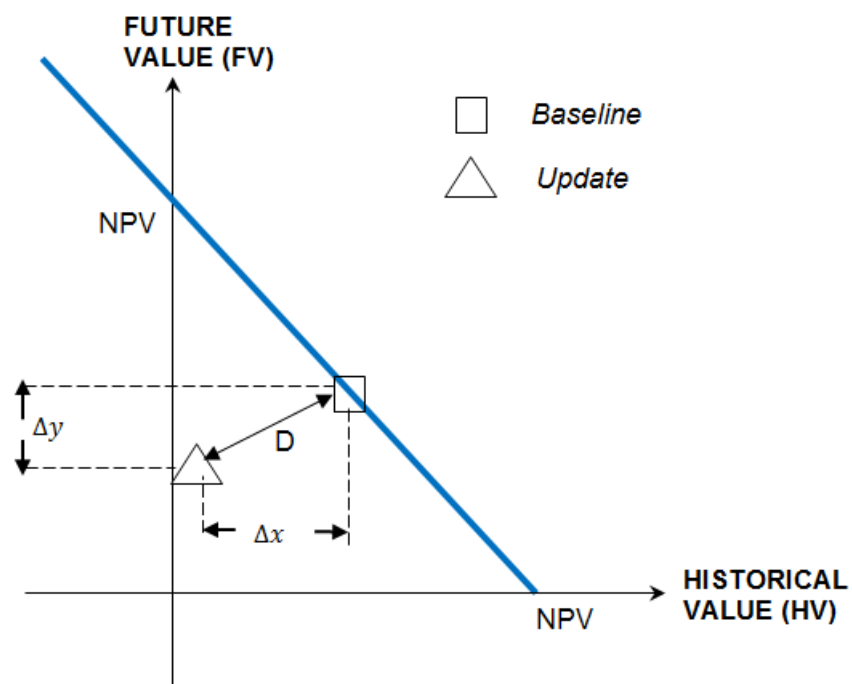 FUTURE
VALUE (FV)
Baseline
Update
NPV
Δy
D
Δx
HISTORICAL
VALUE (HV)
NPV